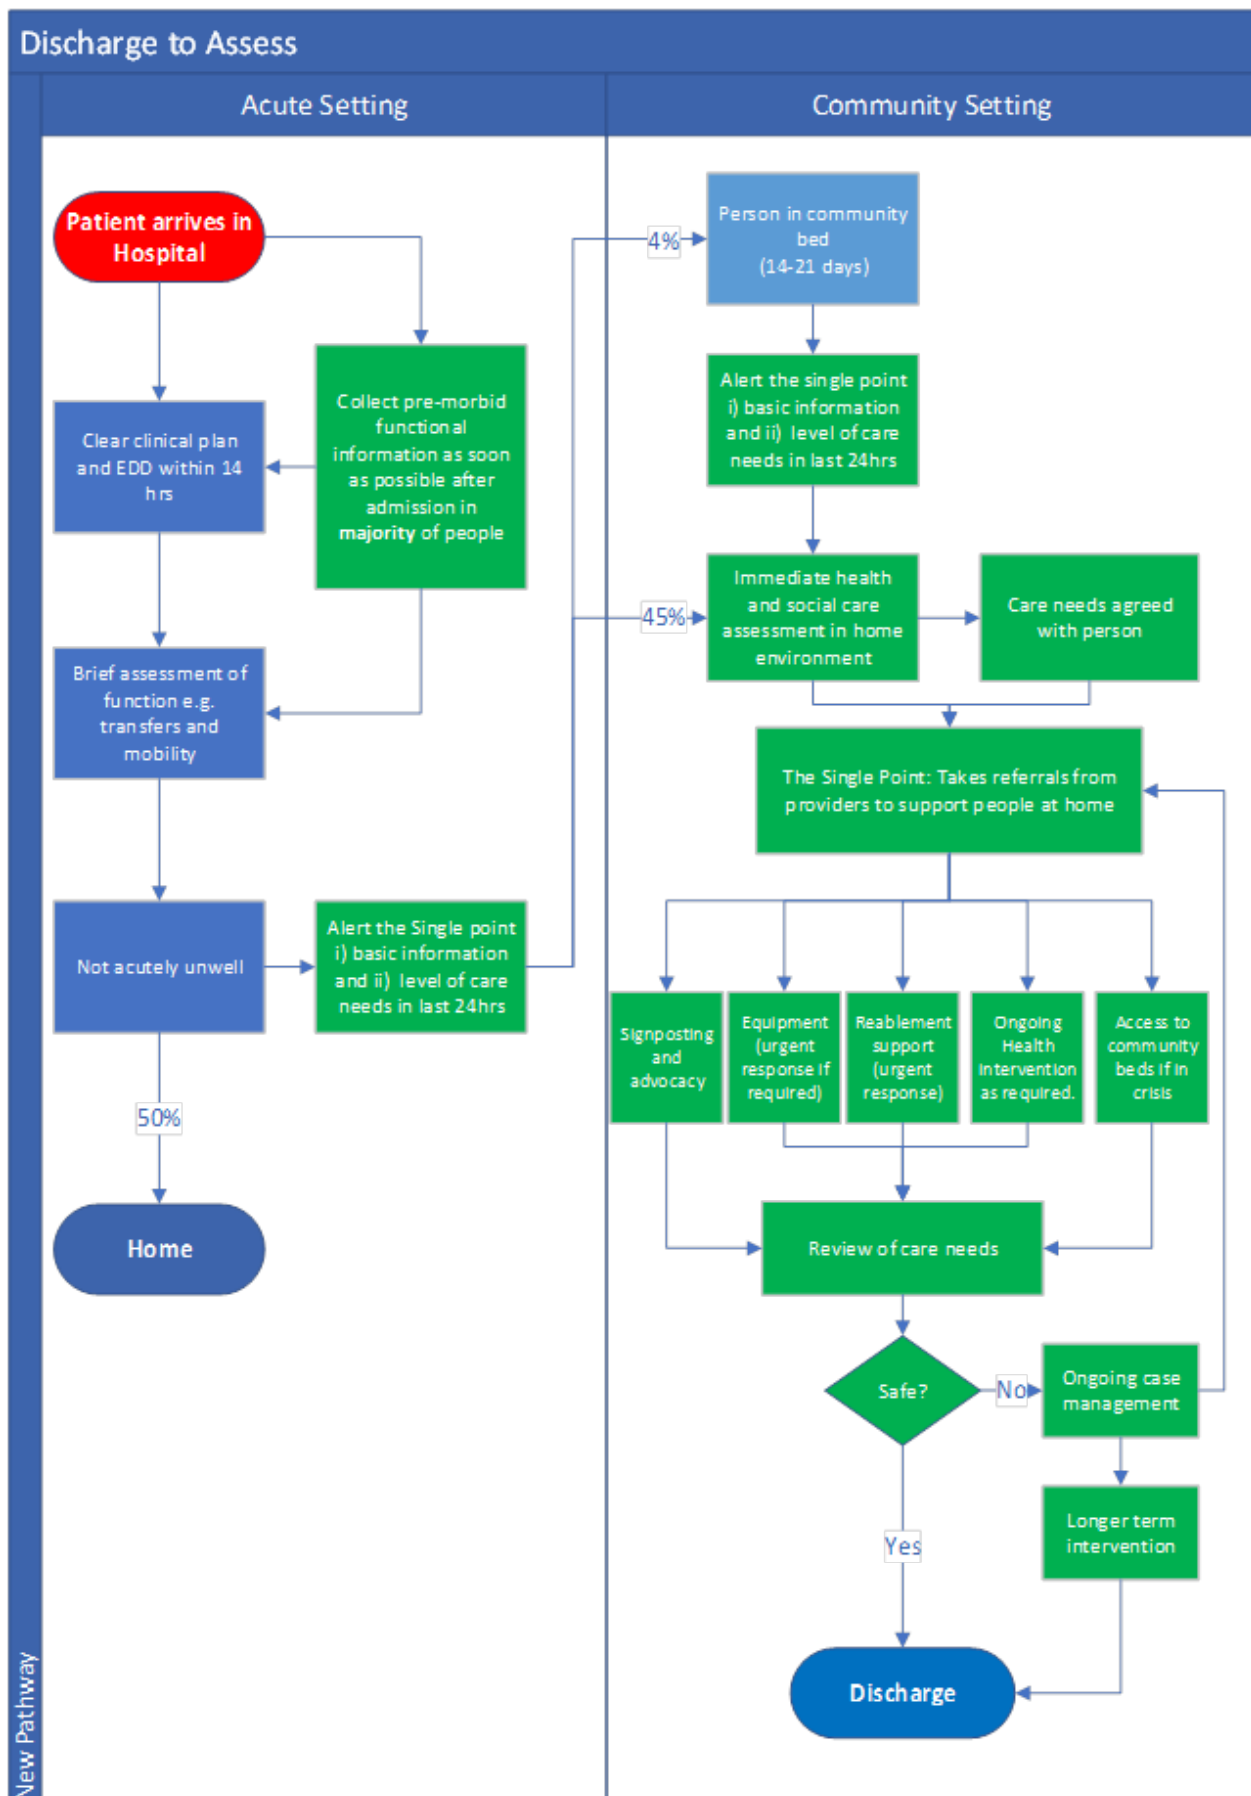 Discharge to Assess
Acute Setting
Community Setting
New Pathway
Patient arrives in
Hospital
Collect pre-morbid
functional
information as soon
as possible after
admission in
majority of people
Clear clinical plan
and EDD within 14
hrs
Brief assessment of
function e.g.
transfers and
mobility
Not acutely unwell
Alert the Single point
i) basic information
and ii) level of care
needs in last 24hrs
50%
Home
4%
45%
Person in community
bed
(14-21 days)
Alert the single point
i) basic information
and ii) level of care
needs in last 24hrs
Immediate health
and social care
assessment in home
environment
Care needs agreed
with person
The Single Point: Takes referrals from
providers to support people at home
Signposting
and
advocacy
Equipment
(urgent
response if
required)
Reablement
support
(urgent
response)
Ongoing
Health
intervention
as required.
Access to
community
beds if in
crisis
Review of care needs
Safe?
No
Ongoing case
management
Longer term
intervention
Yes
Discharge